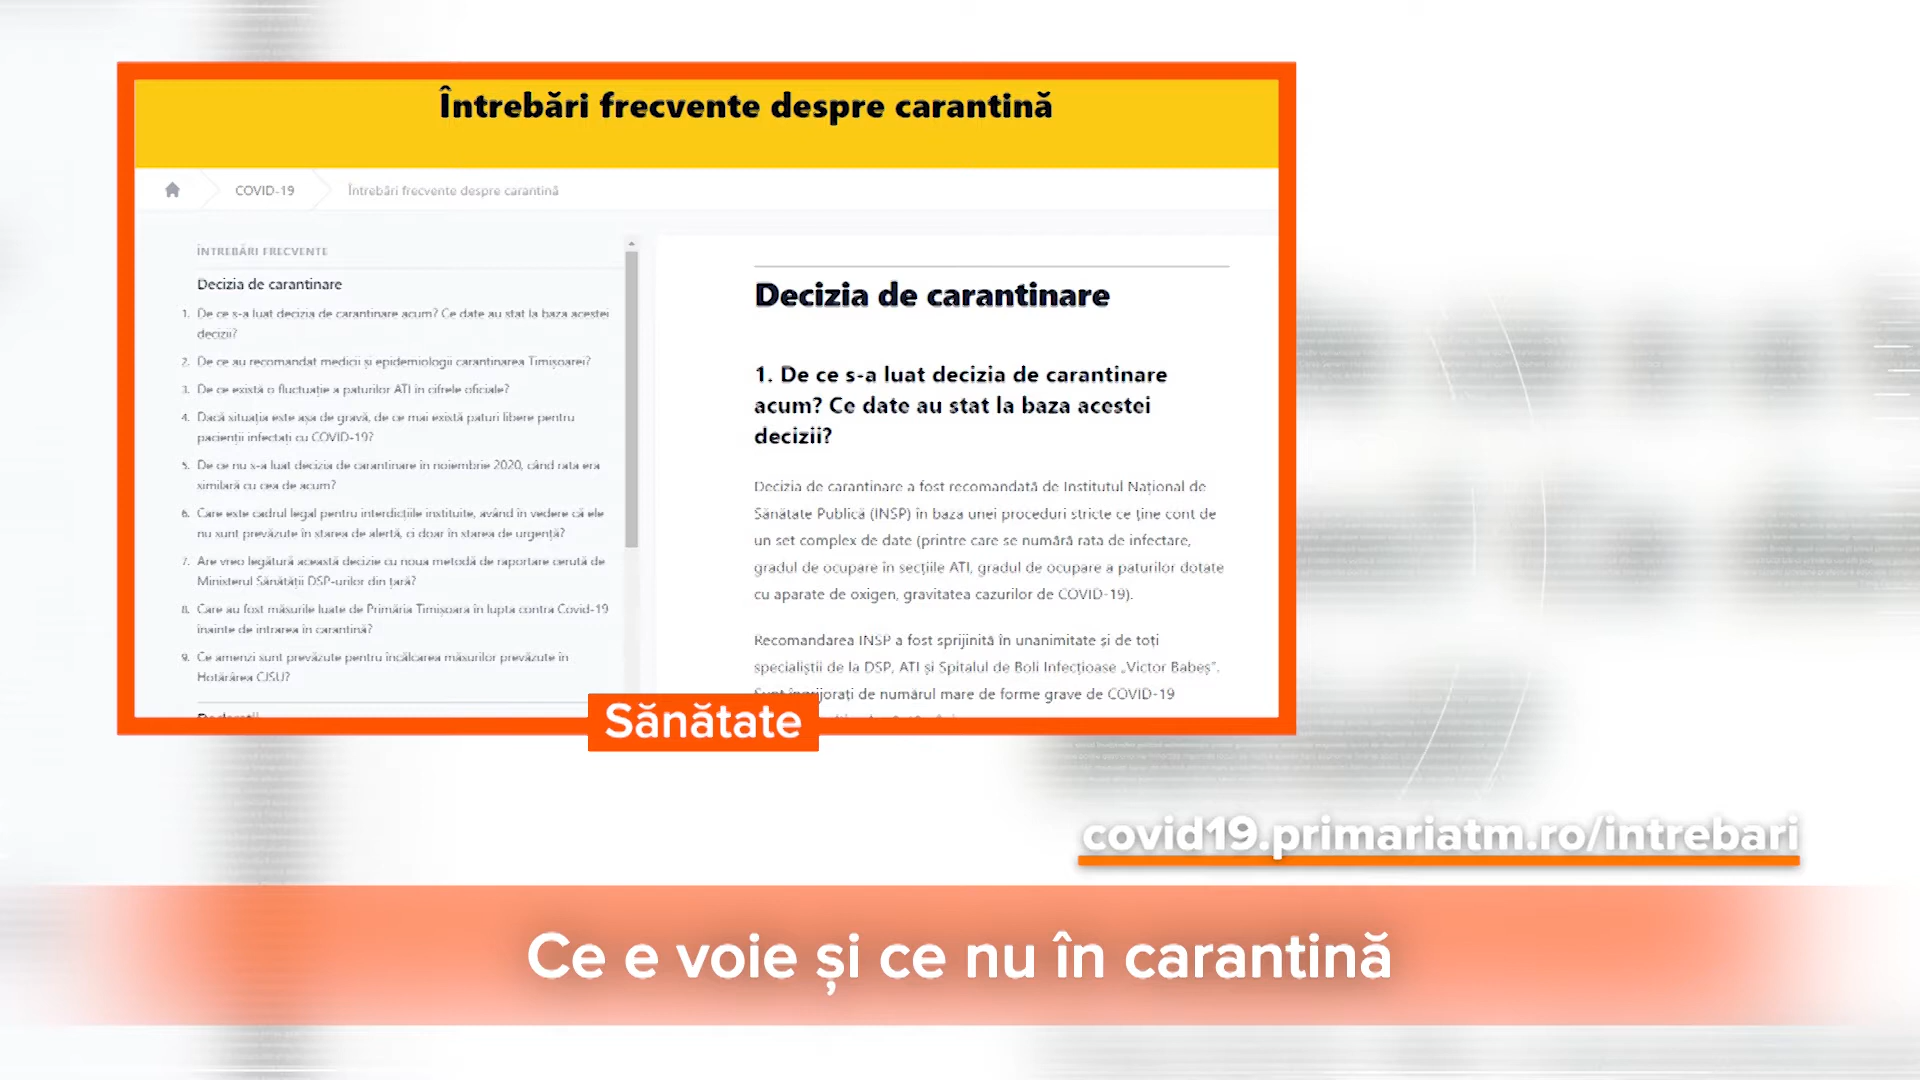 Întrebări frecvente despre carantină
COVID-19
Întrebări frecvente despre carantină
ÎNTREBĂRI FRECVENTE
Decizia de carantinare
1. De ce s-a luat decizia de carantinare acum? Ce date au stat la baza acestei
decizii?
2. De ce au recomandat medicii și epidemiologii carantinarea Timișoarei?
3. De ce există o fluctuație a paturilor ATI în cifrele oficiale?
4. Dacă situația este așa de gravă, de ce mai există paturi libere pentru
pacienții infectați cu COVID-19?
5. De ce nu s-a luat decizia de carantinare în noiembrie 2020, când rata era
similară cu cea de acum?
6. Care este cadrul legal pentru interdicțiile instituite, având în vedere că ele
nu sunt prevăzute în starea de alertă, ci doar în starea de urgență?
7. Are vreo legătură această decizie cu noua metodă de raportare cerută de
Ministerul Sănătății DSP-urilor din țară?
8. Care au fost măsurile luate de Primăria Timișoara în lupta contra Covid-19
înainte de intrarea în carantină?
9. Ce amenzi sunt prevăzute pentru încălcarea măsurilor prevăzute în
Hotărârea CJSU?
Decizia de carantinare
1. De ce s-a luat decizia de carantinare
acum? Ce date au stat la baza acestei
decizii?
Decizia de carantinare a fost recomandată de Institutul Național de
Sănătate Publică (INSP) în baza unei proceduri stricte ce ține cont de
un set complex de date (printre care se numără rata de infectare,
gradul de ocupare în secțiile ATI, gradul de ocupare a paturilor dotate
cu aparate de oxigen, gravitatea cazurilor de COVID-19).
Recomandarea INSP a fost sprijinită în unanimitate și de toți
specialiștii de la DSP, ATI și Spitalul de Boli Infecțioase „Victor Babeș”.
de numărul mare de forme grave de COVID-19
Sănătate
covid19.primariatm.ro/intrebari
Ce e voie și ce nu în carantină